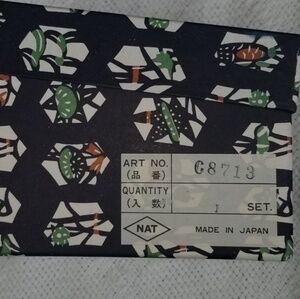 ART NO. G8713
(品番)
QUANTITY
(入数) 1 SET.
NAT MADE IN JAPAN